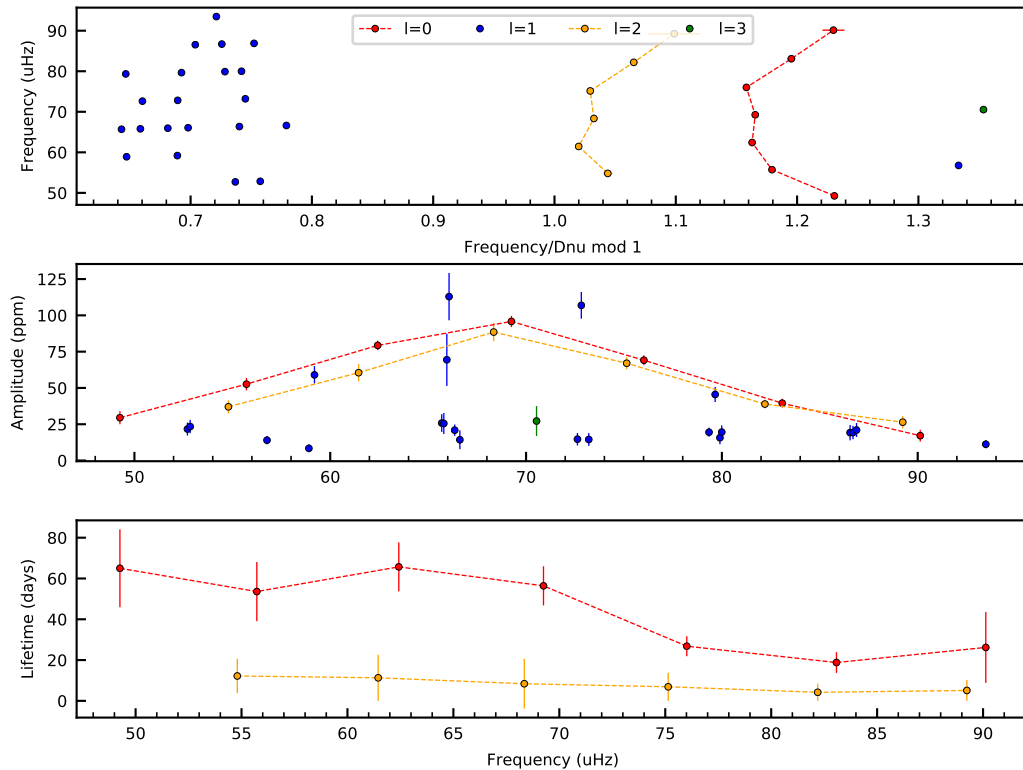 l=0 l=1 l=2 l=3
Frequency (uHz)
90
80
70
60
50
0.7 0.8 0.9 1.0 1.1 1.2 1.3
Frequency/Dnu mod 1
Amplitude (ppm)
125
100
75
50
25
0
50 60 70 80 90
Lifetime (days)
80
60
40
20
0
50 55 60 65 70 75 80 85 90
Frequency (uHz)